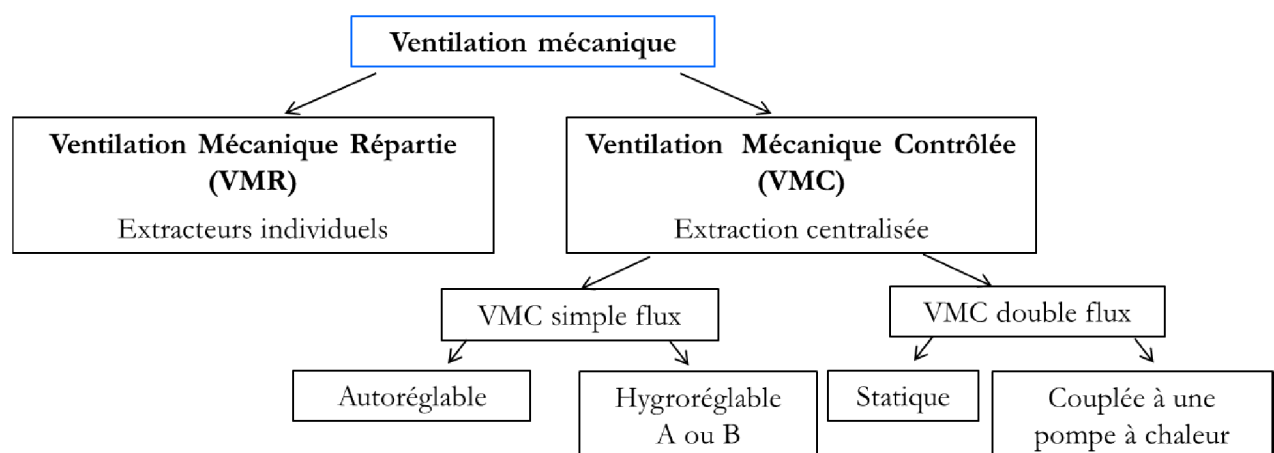 Ventilation mécanique
Ventilation Mécanique Répartie
(VMR)
Extracteurs individuels
Ventilation Mécanique Contrôlée
(VMC)
Extraction centralisée
VMC simple flux
VMC double flux
Autoréglable
Hygroréglable
A ou B
Statique
Couplée à une
pompe à chaleur